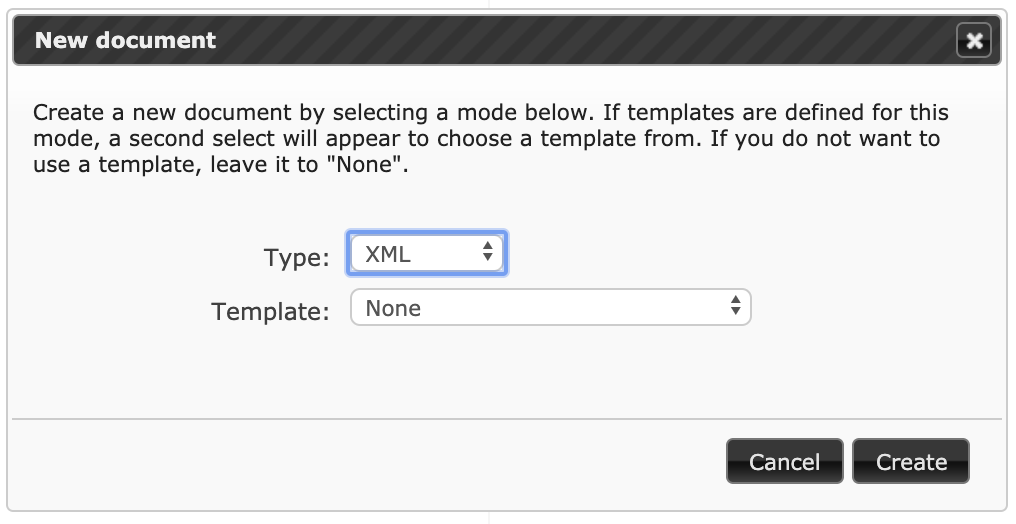 New document
Create a new document by selecting a mode below. If templates are defined for this
mode, a second select will appear to choose a template from. If you do not want to
use a template, leave it to "None".
Type: XML
Template: None
Cancel Create